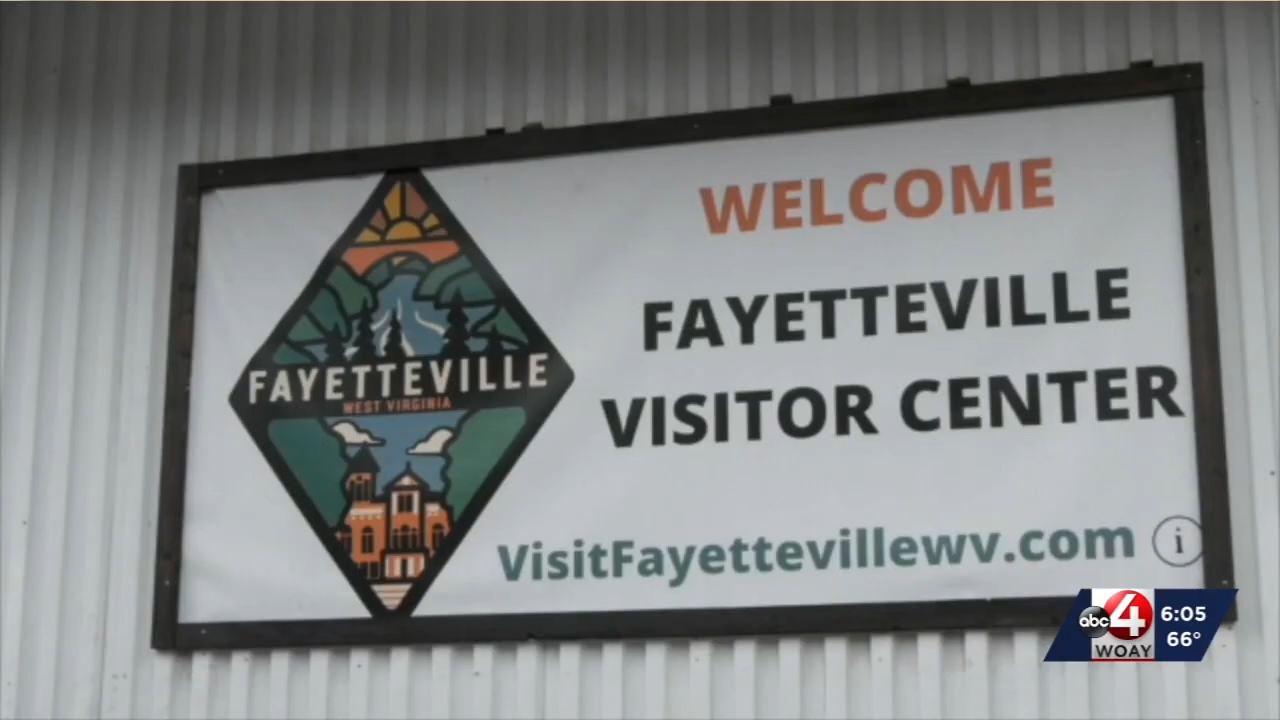 WELCOME
FAYETTEVILLE
VISITOR CENTER
VisitFayettevillewv.com i
FAYETTEVILLE
WEST VIRGINIA
abc 4 6:05
WOAY 66°